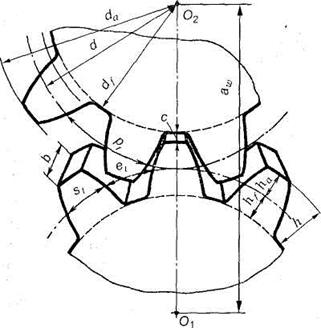 d_a
O_2
d
d_f
a_w
c
p_t
b
e_t
s_t
h_f
h_a
h
O_1